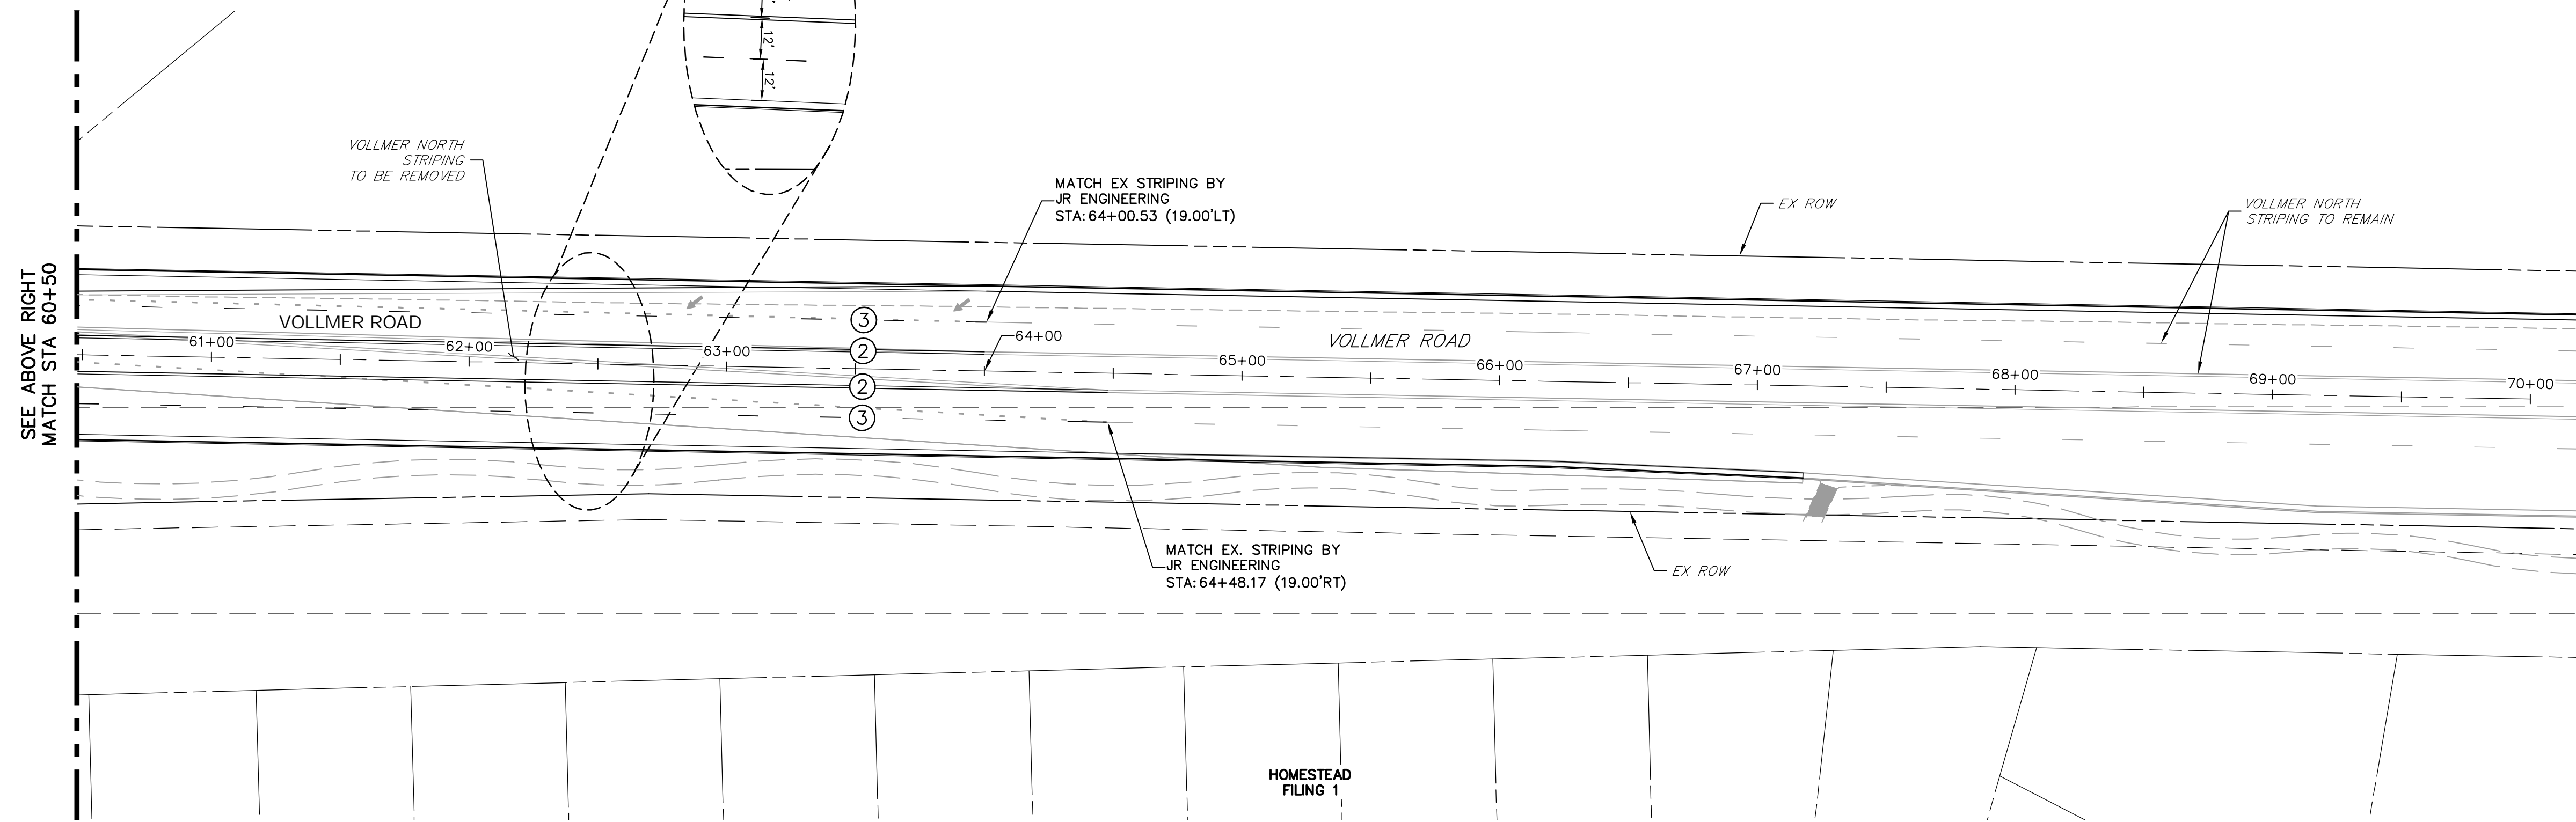 12'
12'
VOLLMER NORTH
STRIPING
TO BE REMOVED
MATCH EX STRIPING BY
JR ENGINEERING
STA: 64+00.53 (19.00'LT)
EX ROW
VOLLMER NORTH
STRIPING TO REMAIN
SEE ABOVE RIGHT
MATCH STA 60+50
VOLLMER ROAD
3
2
2
3
64+00
VOLLMER ROAD
61+00
62+00
63+00
65+00
66+00
67+00
68+00
69+00
70+00
MATCH EX. STRIPING BY
JR ENGINEERING
STA: 64+48.17 (19.00'RT)
EX ROW
HOMESTEAD
FILING 1